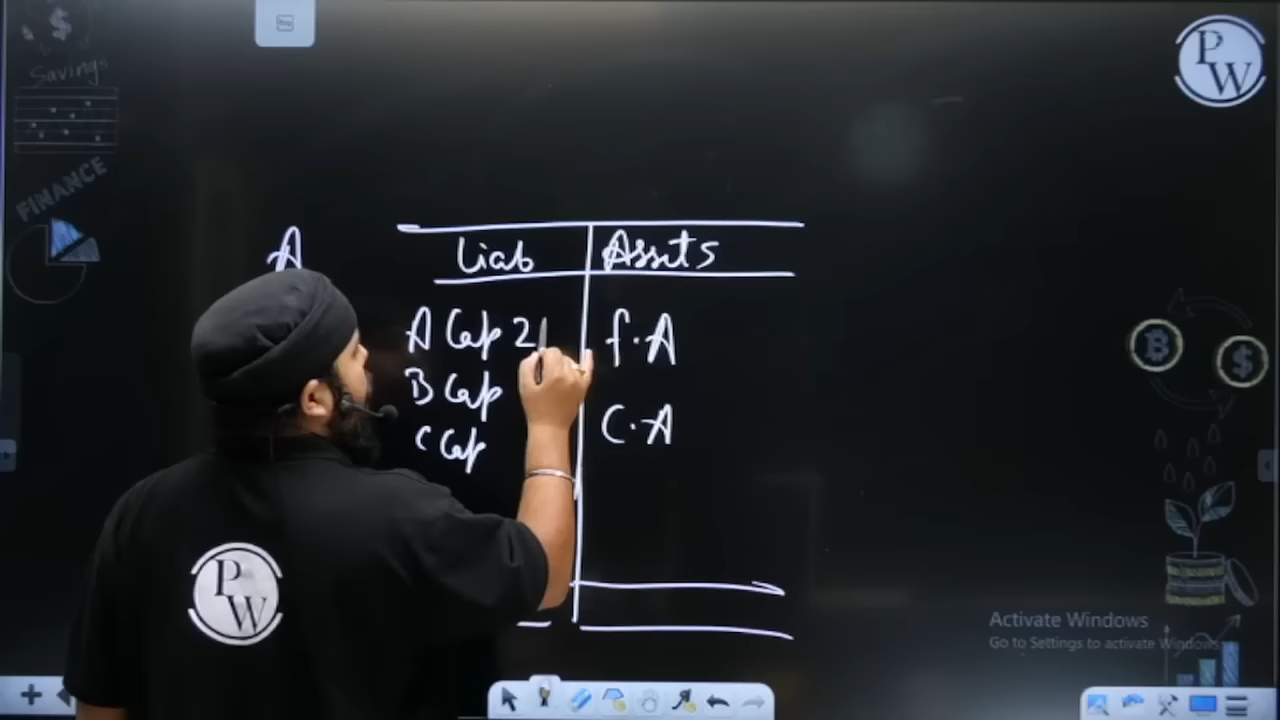 Savings
FINANCE
PW
A
Liab Assets
A Cap 2 F.A
B Cap
C.A
C Cap
PW
Activate Windows
Go to Settings to activate Windows.